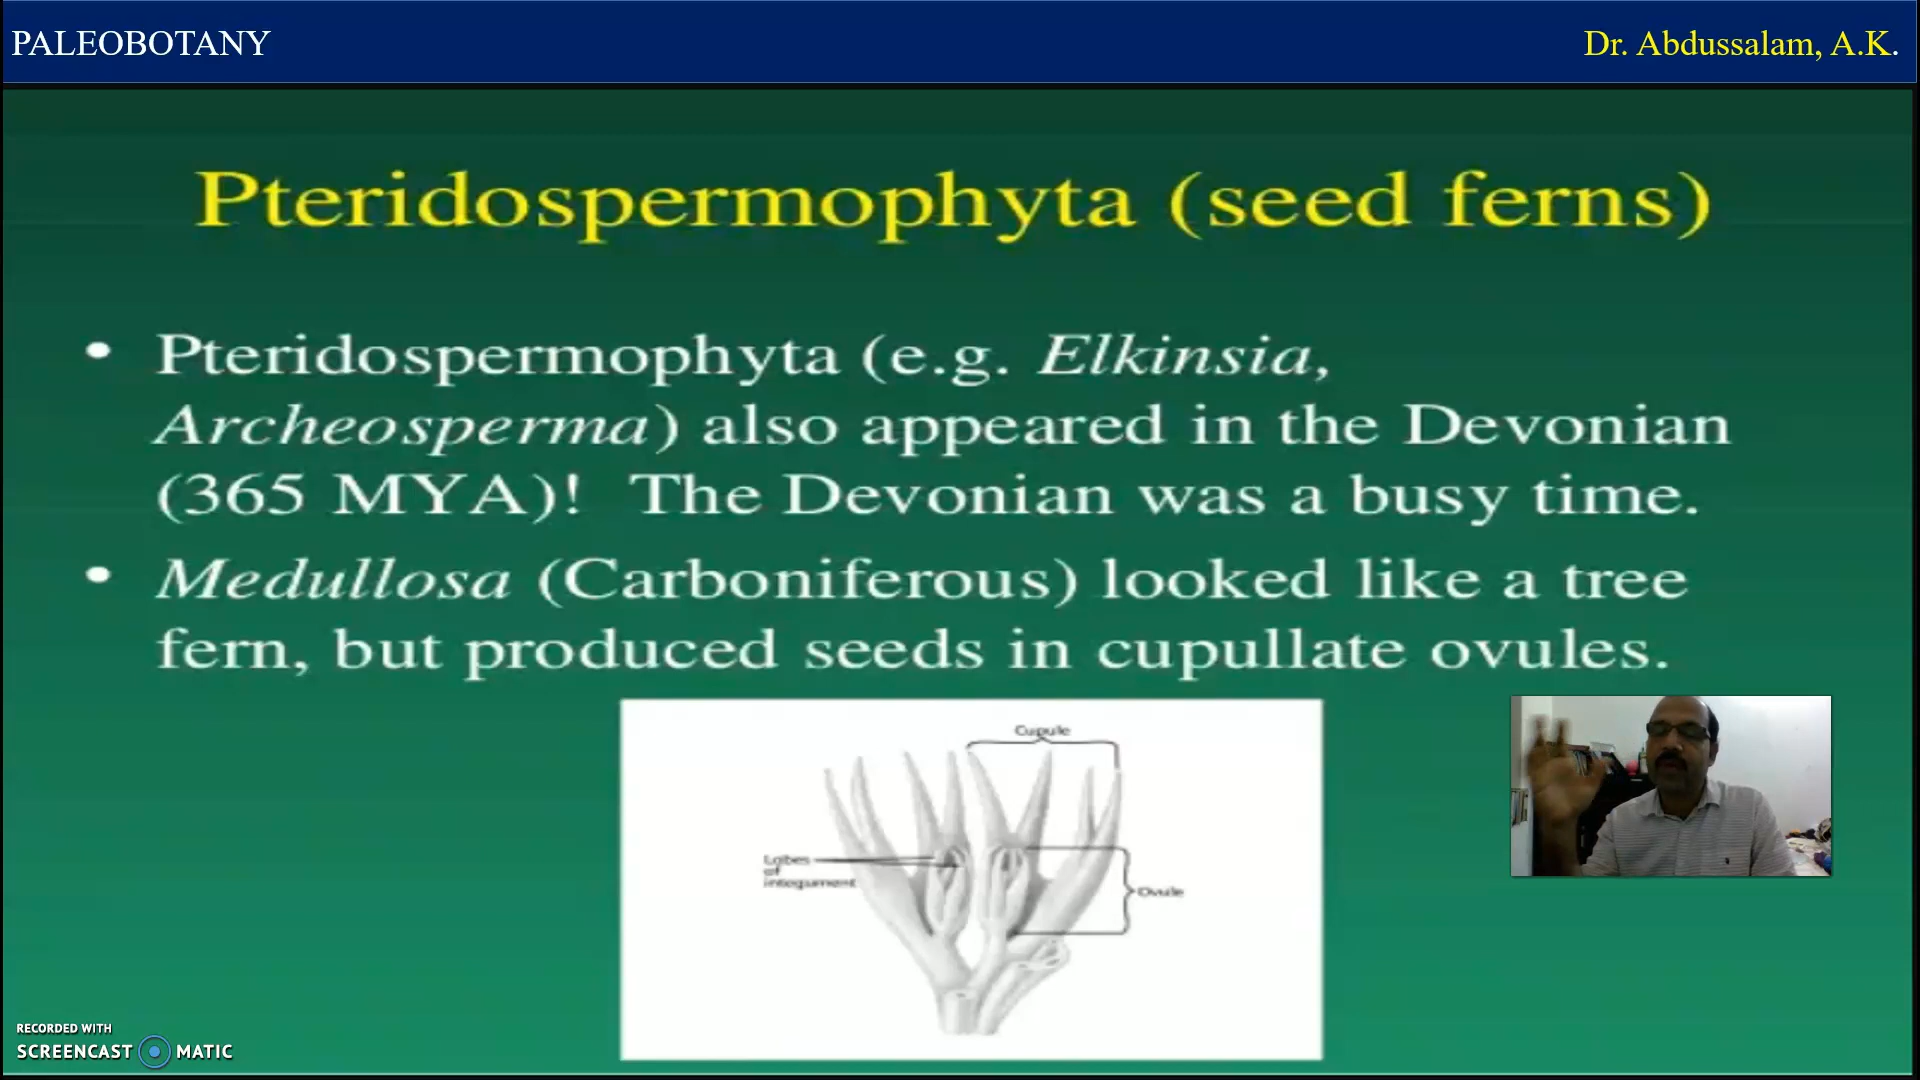 PALEOBOTANY
Dr. Abdussalam, A.K.
Pteridospermophyta (seed ferns)
• Pteridospermophyta (e.g. Elkinsia,
Archeosperma) also appeared in the Devonian
(365 MYA)! The Devonian was a busy time.
• Medullosa (Carboniferous) looked like a tree
fern, but produced seeds in cupullate ovules.
Cupule
Lobes
of
integument
Ovule
RECORDED WITH
SCREENCAST MATIC